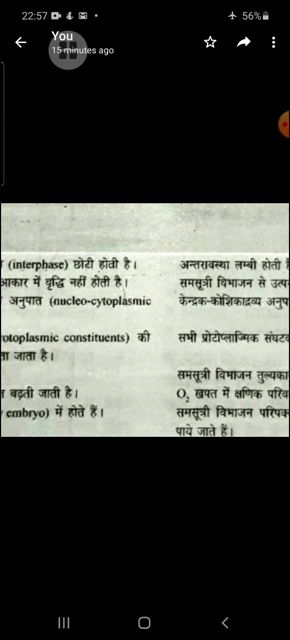 22:57
56%
You
15 minutes ago
(interphase) छोटी होती है।
आकार में वृद्धि नहीं होती है।
अनुपात (nucleo-cytoplasmic
rotoplasmic constituents) की
ता जाता है।
बढ़ती जाती है।
embryo) में होते हैं।
अन्तरावस्था लम्बी होती
समसूत्री विभाजन से उत्प
केन्द्रक-कोशिकाद्रव्य अनुप
सभी प्रोटोप्लाज्मिक संघटक
समसूत्री विभाजन तुल्यका
O₂ खपत में क्षणिक परिव
समसूत्री विभाजन परिपक
पाये जाते हैं।